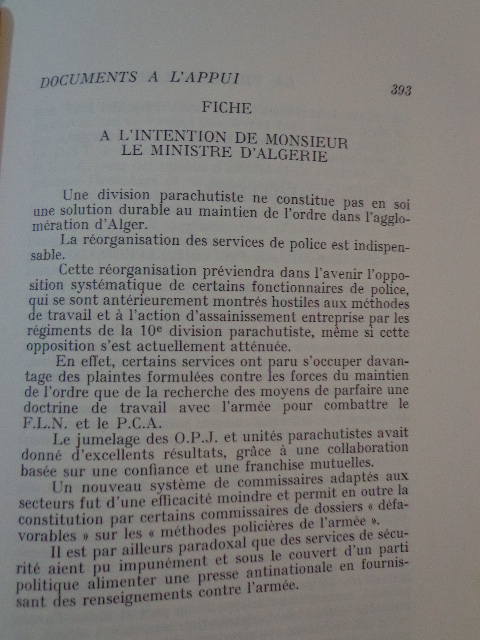 DOCUMENTS A L'APPUI
393
FICHE
A L'INTENTION DE MONSIEUR
LE MINISTRE D'ALGERIE
Une division parachutiste ne constitue pas en soi
une solution durable au maintien de l'ordre dans l'agglo-
mération d'Alger.
La réorganisation des services de police est indispen-
sable.
Cette réorganisation préviendra dans l'avenir l'oppo-
sition systématique de certains fonctionnaires de police,
qui se sont antérieurement montrés hostiles aux méthodes
de travail et à l'action d'assainissement entreprise par les
régiments de la 10e division parachutiste, même si cette
opposition s'est actuellement atténuée.
En effet, certains services ont paru s'occuper davan-
tage des plaintes formulées contre les forces du maintien
de l'ordre que de la recherche des moyens de parfaire une
doctrine de travail avec l'armée pour combattre le
F.L.N. et le P.C.A.
Le jumelage des O.P.J. et unités parachutistes avait
donné d'excellents résultats, grâce à une collaboration
basée sur une confiance et une franchise mutuelles.
Un nouveau système de commissaires adaptés aux
secteurs fut d'une efficacité moindre et permit en outre la
constitution par certains commissaires de dossiers « défa-
vorables » sur les « méthodes policières de l'armée ».
Il est par ailleurs paradoxal que des services de sécu-
rité aient pu impunément et sous le couvert d'un parti
politique alimenter une presse antinationale en fournis-
sant des renseignements contre l'armée.